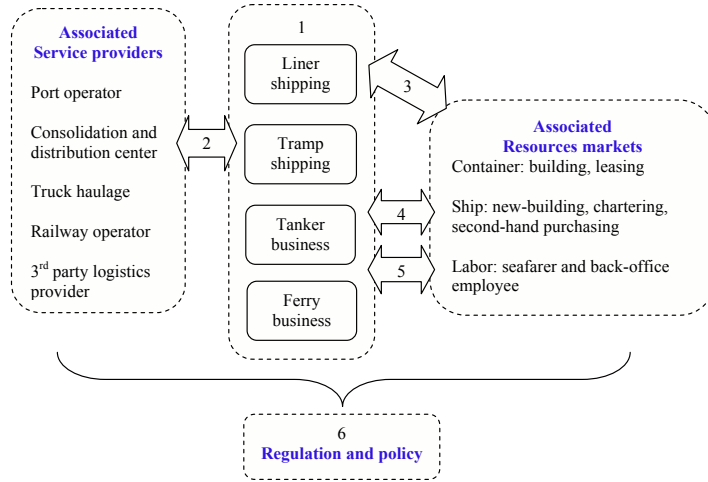 Associated
Service providers
Port operator
Consolidation and
distribution center
Truck haulage
Railway operator
3rd party logistics
provider
2
1
Liner
shipping
Tramp
shipping
Tanker
business
Ferry
business
3
4
5
Associated
Resources markets
Container: building, leasing
Ship: new-building, chartering,
second-hand purchasing
Labor: seafarer and back-office
employee
6
Regulation and policy